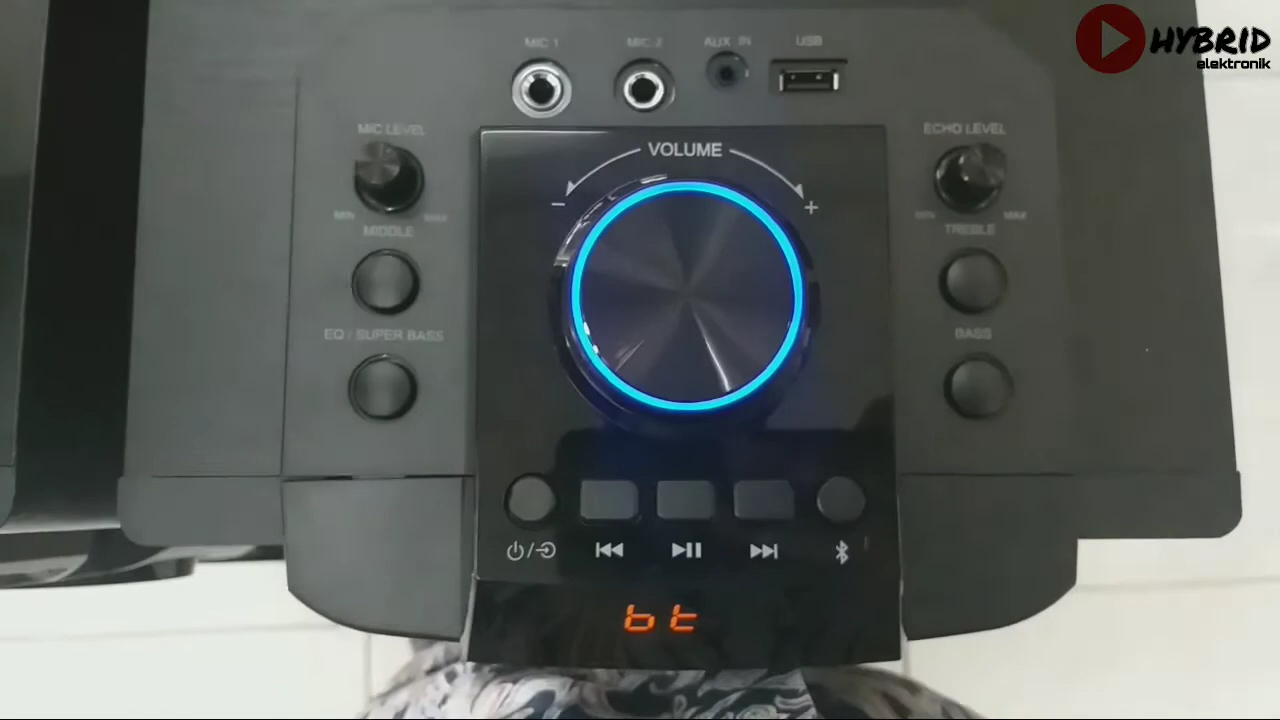 HYBRID
elektronik
MIC 1
MIC 2
AUX IN
USB
MIC LEVEL
MIN
MAX
MIDDLE
EQ / SUPER BASS
VOLUME
- +
ECHO LEVEL
MIN
MAX
TREBLE
BASS
bt